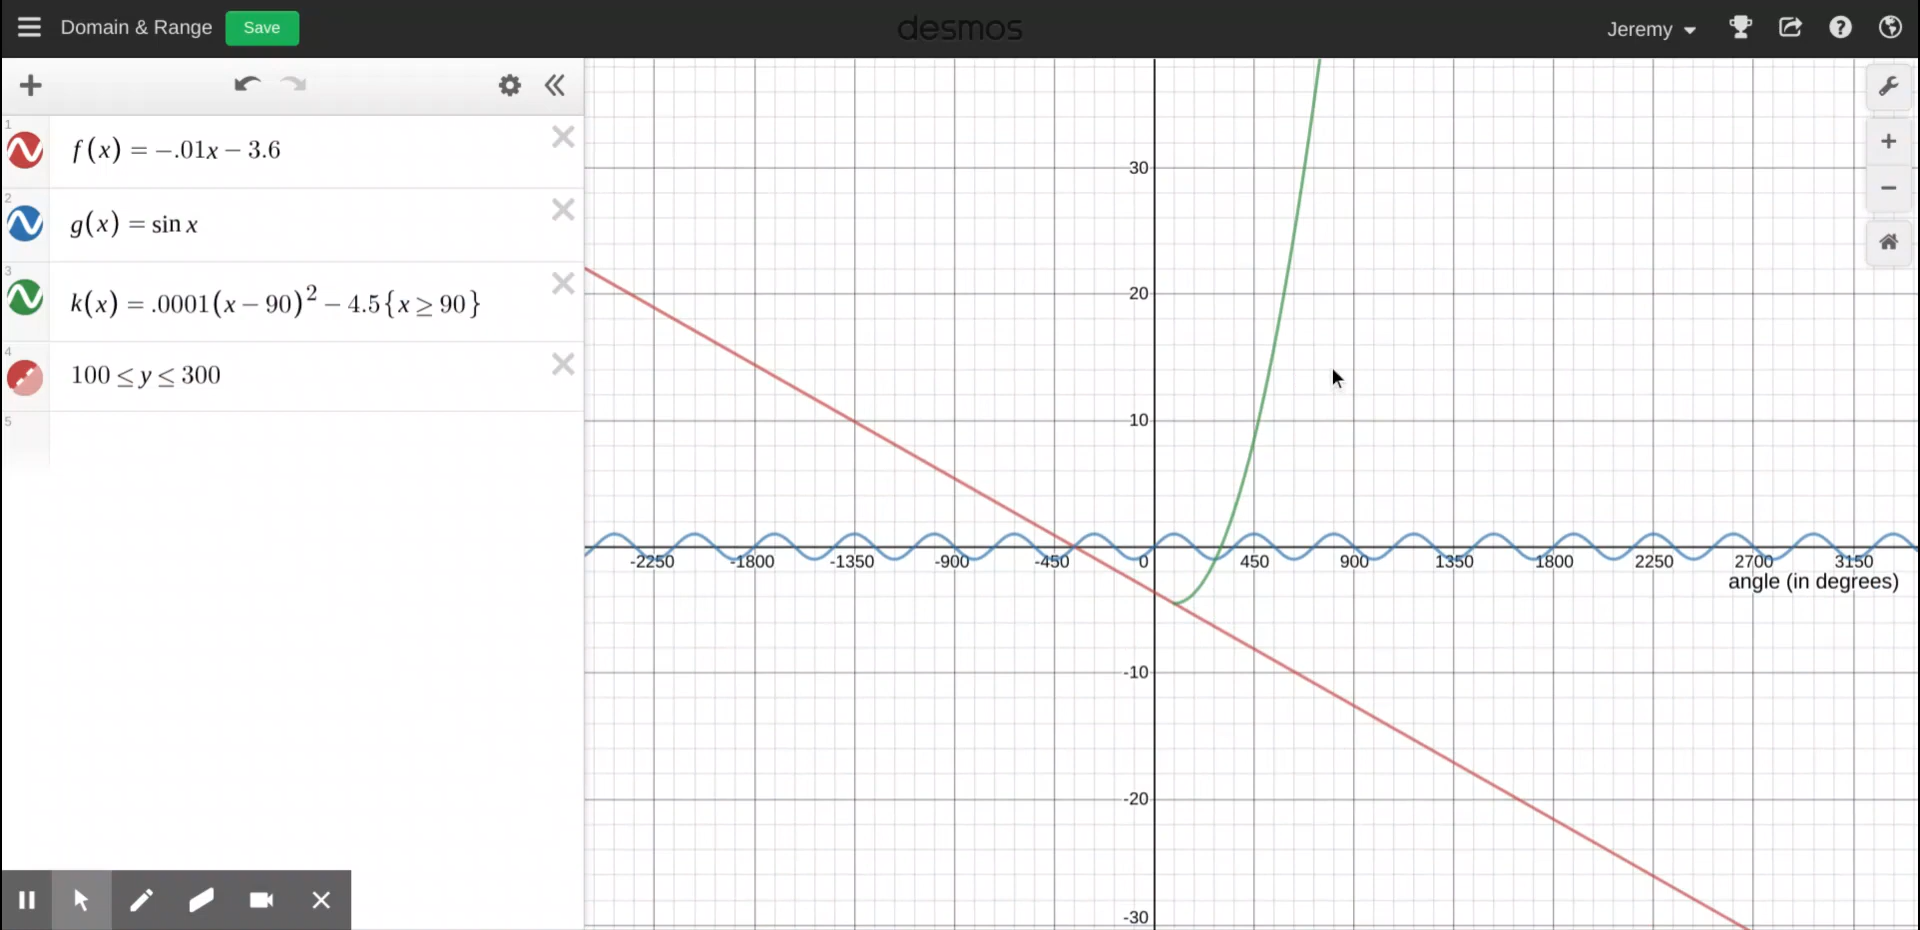 Domain & Range Save desmos Jeremy
1
f(x) = −.01x − 3.6
2
g(x) = sin x
3
k(x) = .0001(x − 90)² − 4.5{x ≥ 90}
4
100 ≤ y ≤ 300
5
30
20
10
-2250 -1800 -1350 -900 -450 0 450 900 1350 1800 2250 2700 3150
angle (in degrees)
-10
-20
-30